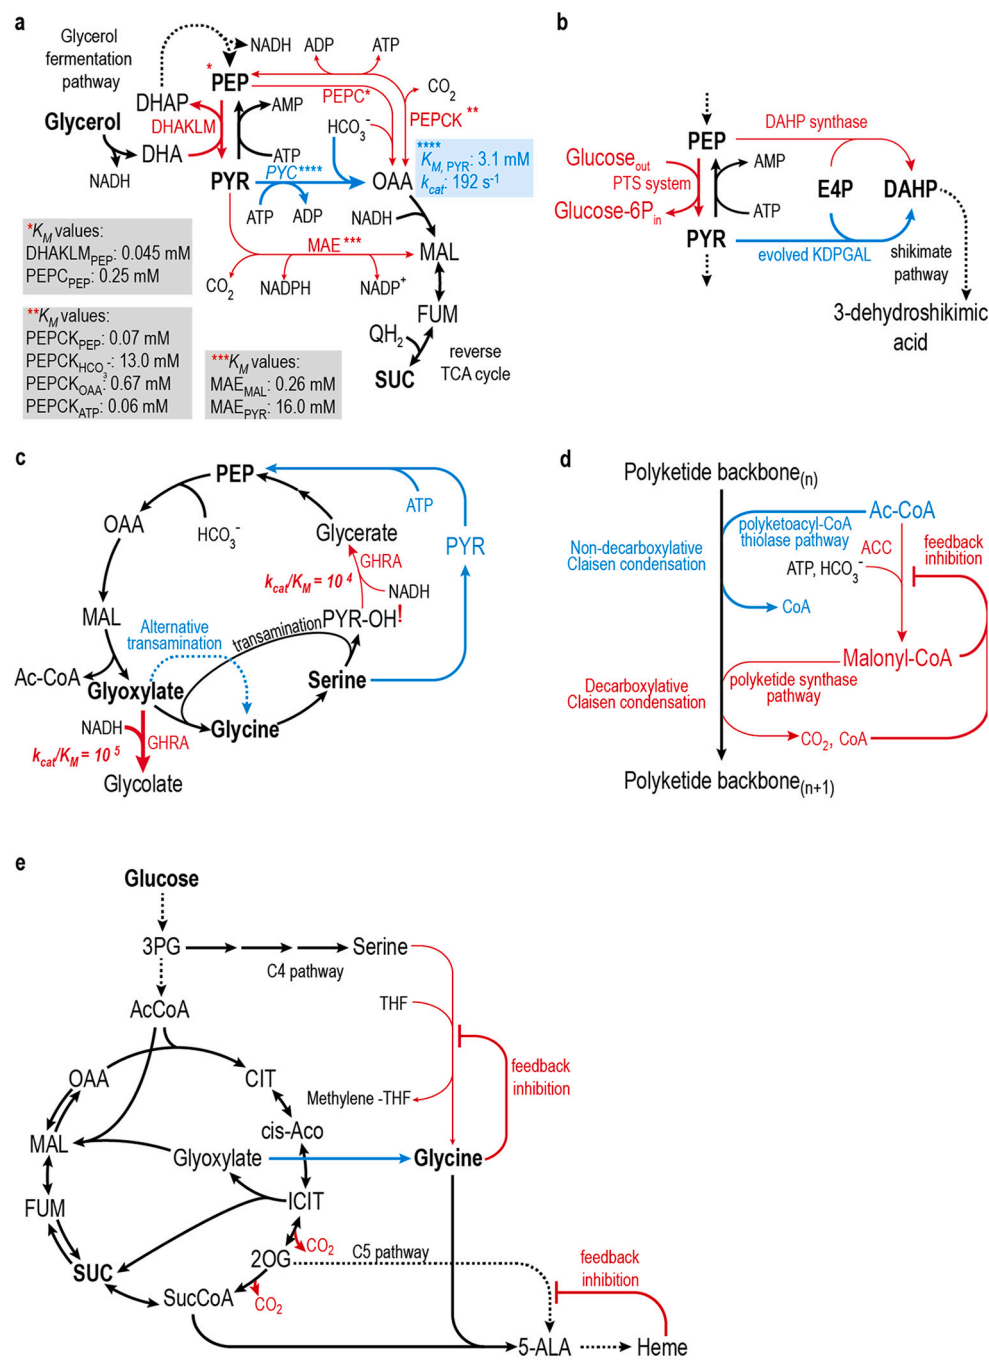 a
Glycerol
fermentation
pathway
NADH
ADP
ATP
*
PEP
CO2
PEPC*
PEPCK **
DHAP
AMP
Glycerol
DHAKLM
HCO3-
****
KM, PYR: 3.1 mM
kcat: 192 s-1
DHA
ATP
NADH
PYR
PYC****
OAA
ATP
ADP
NADH
*KM values:
DHAKLMPEP: 0.045 mM
PEPCPEP: 0.25 mM
MAE ***
MAL
CO2
NADPH
NADP+
**KM values:
PEPCKPEP: 0.07 mM
PEPCKHCO3-: 13.0 mM
PEPCKOAA: 0.67 mM
PEPCKATP: 0.06 mM
***KM values:
MAEMAL: 0.26 mM
MAEPYR: 16.0 mM
FUM
QH2
reverse
TCA cycle
SUC
b
PEP
DAHP synthase
Glucoseout
PTS system
Glucose-6Pin
AMP
ATP
E4P
DAHP
PYR
evolved KDPGAL
shikimate
pathway
3-dehydroshikimic
acid
c
PEP
OAA
HCO3-
ATP
Glycerate
PYR
GHRA
kcat/KM = 10 4
NADH
MAL
Alternative
transamination
transamination
PYR-OH!
Ac-CoA
Glyoxylate
Serine
Glycine
NADH
GHRA
kcat/KM = 10 5
Glycolate
d
Polyketide backbone(n)
Ac-CoA
polyketoacyl-CoA
thiolase pathway
Non-decarboxylative
Claisen condensation
ACC
feedback
inhibition
ATP, HCO3-
CoA
Malonyl-CoA
polyketide synthase
pathway
Decarboxylative
Claisen condensation
CO2, CoA
Polyketide backbone(n+1)
e
Glucose
3PG
Serine
C4 pathway
AcCoA
THF
feedback
inhibition
OAA
CIT
Methylene -THF
cis-Aco
MAL
Glyoxylate
Glycine
FUM
ICIT
CO2
2OG
C5 pathway
feedback
inhibition
SUC
SucCoA
CO2
5-ALA
Heme